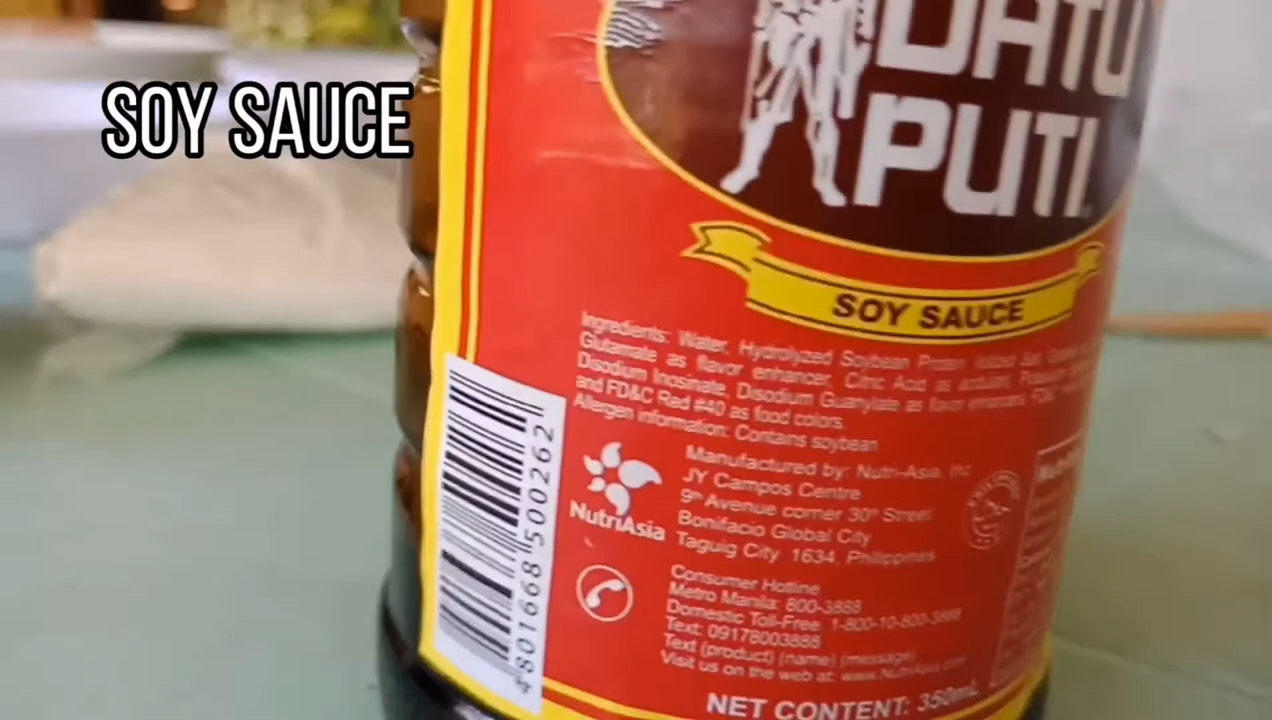 SOY SAUCE
DATU
PUTI
SOY SAUCE
Ingredients: Water, Hydrolyzed Soybean
Glutamate as flavor enhancer, Citric Acid as
Disodium Inosinate, Disodium Guanylate as flavor
and FD&C Red #40 as food colors.
Allergen information: Contains soybean
Manufactured by: Nutri-Asia, Inc
JY Campos Centre
9th Avenue corner 30th Street
Bonifacio Global City
Taguig City 1634, Philippines
NutriAsia
Consumer Hotline
Metro Manila: 800-3888
Domestic Toll-Free: 1-800-10-800-3888
Text: 09178003888
Text (product) (name) (message)
Visit us on the web at: www.NutriAsia.com
NET CONTENT: 350mL
4801668500262